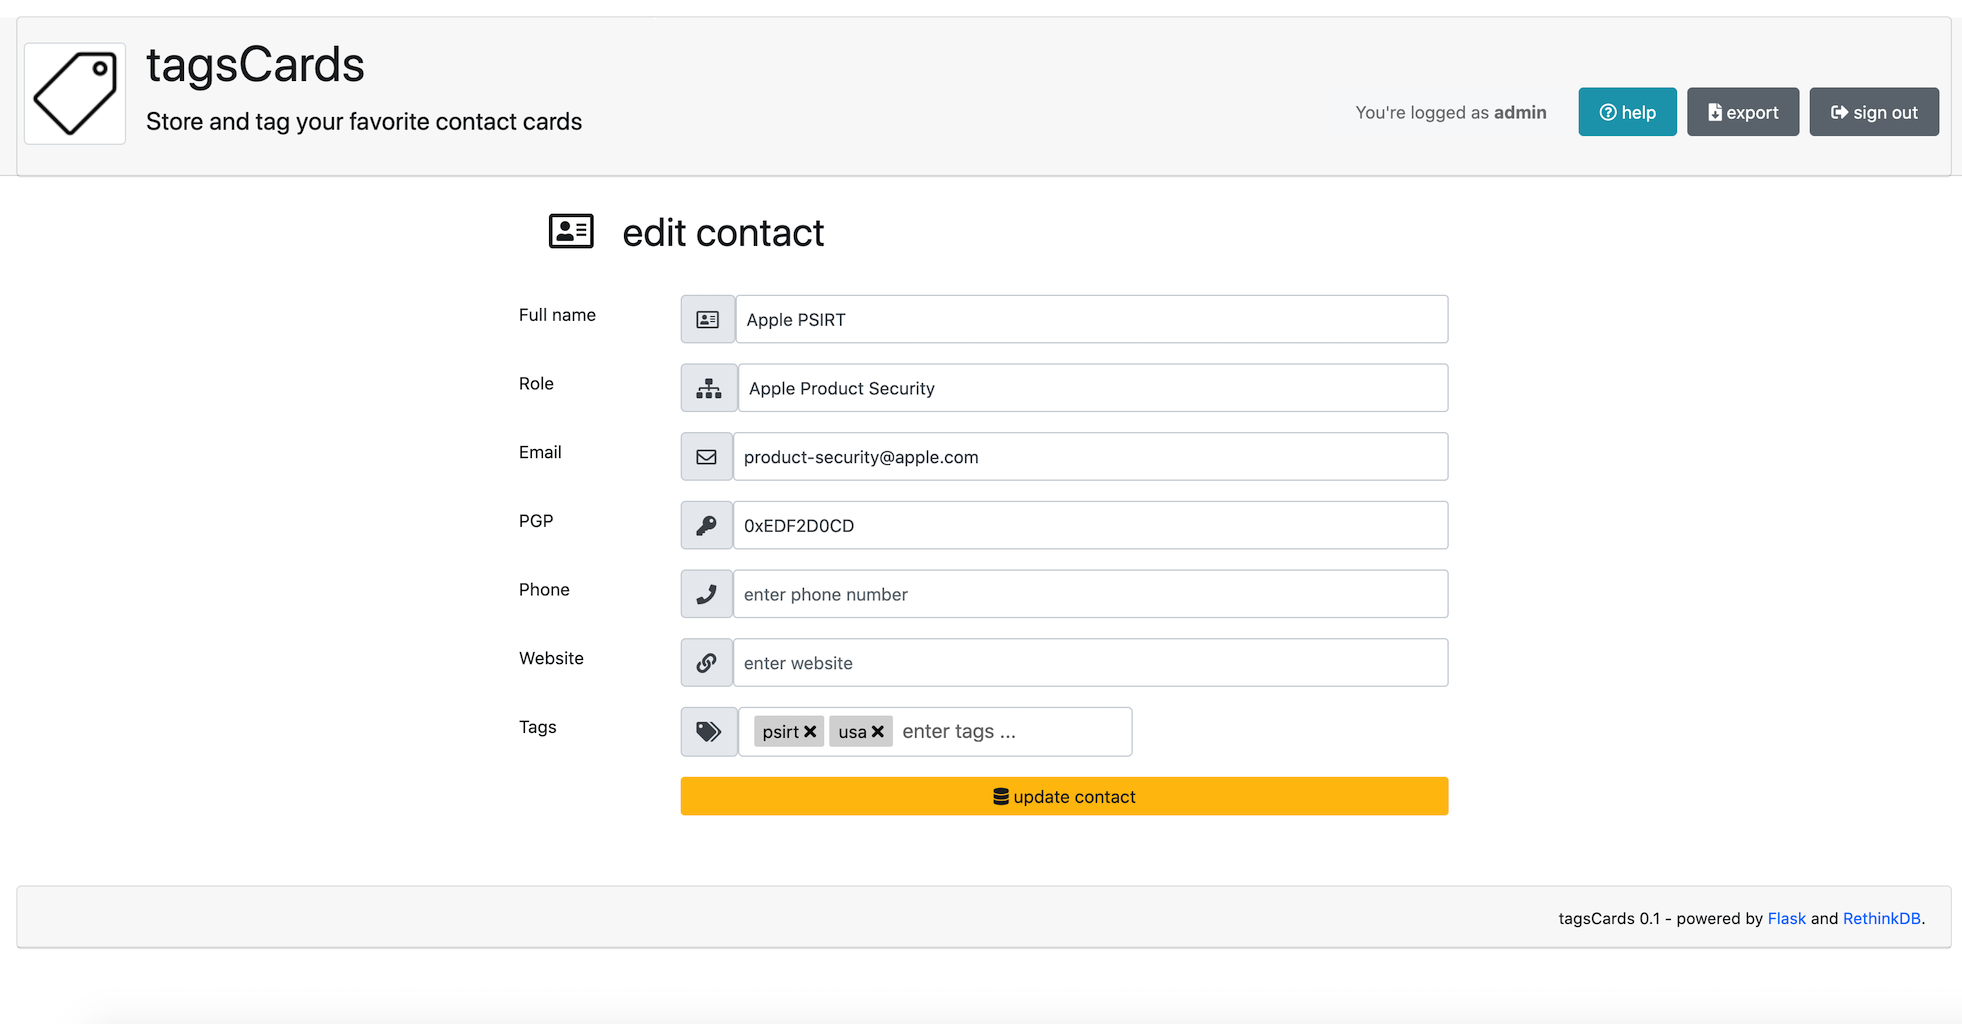 tagsCards
Store and tag your favorite contact cards
You're logged as admin
help
export
sign out
edit contact
Full name
Apple PSIRT
Role
Apple Product Security
Email
product-security@apple.com
PGP
0xEDF2D0CD
Phone
enter phone number
Website
enter website
Tags
psirt usa enter tags ...
update contact
tagsCards 0.1 - powered by Flask and RethinkDB.